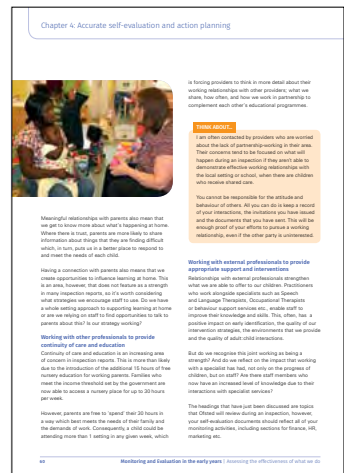 Chapter 4: Accurate self-evaluation and action planning
Meaningful relationships with parents also mean that
we get to know more about what's happening at home.
Where there is trust, parents are more likely to share
information about things that they are finding difficult
which, in turn, puts us in a better place to respond to
and meet the needs of each child.
Having a connection with parents also means that we
create opportunities to influence learning at home. This
is an area, however, that does not feature as a strength
in many inspection reports, so it's worth considering
what strategies we encourage staff to use. Do we have
a whole setting approach to supporting learning at home
or are we relying on staff to find opportunities to talk to
parents about this? Is our strategy working?
Working with other professionals to provide
continuity of care and education
Continuity of care and education is an increasing area
of concern in inspection reports. This is more than likely
due to the introduction of the additional 15 hours of free
nursery education for working parents. Families who
meet the income threshold set by the government are
now able to access a nursery place for up to 30 hours
per week.
However, parents are free to 'spend' their 30 hours in
a way which best meets the needs of their family and
the demands of work. Consequently, a child could be
attending more than 1 setting in any given week, which
is forcing providers to think in more detail about their
working relationships with other providers; what we
share, how often, and how we work in partnership to
complement each other's educational programmes.
THINK ABOUT...
I am often contacted by providers who are worried
about the lack of partnership-working in their area.
Their concerns tend to be focused on what will
happen during an inspection if they aren't able to
demonstrate effective working relationships with
the local setting or school, when there are children
who receive shared care.
You cannot be responsible for the attitude and
behaviour of others. All you can do is keep a record
of your interactions, the invitations you have issued
and the documents that you have sent. This will be
enough proof of your efforts to pursue a working
relationship, even if the other party is uninterested.
Working with external professionals to provide
appropriate support and interventions
Relationships with external professionals strengthen
what we are able to offer to our children. Practitioners
who work alongside specialists such as Speech
and Language Therapists, Occupational Therapists
or behaviour support services etc., enable staff to
improve their knowledge and skills. This, often, has a
positive impact on early identification, the quality of our
intervention strategies, the environments that we provide
and the quality of adult child interactions.
But do we recognise this joint working as being a
strength? And do we reflect on the impact that working
with a specialist has had, not only on the progress of
children, but on staff? Are there staff members who
now have an increased level of knowledge due to their
interactions with specialist services?
The headings that have just been discussed are topics
that Ofsted will review during an inspection, however,
your self-evaluation documents should reflect all of your
monitoring activities, including sections for finance, HR,
marketing etc.
Monitoring and Evaluation in the early years | Assessing the effectiveness of what we do